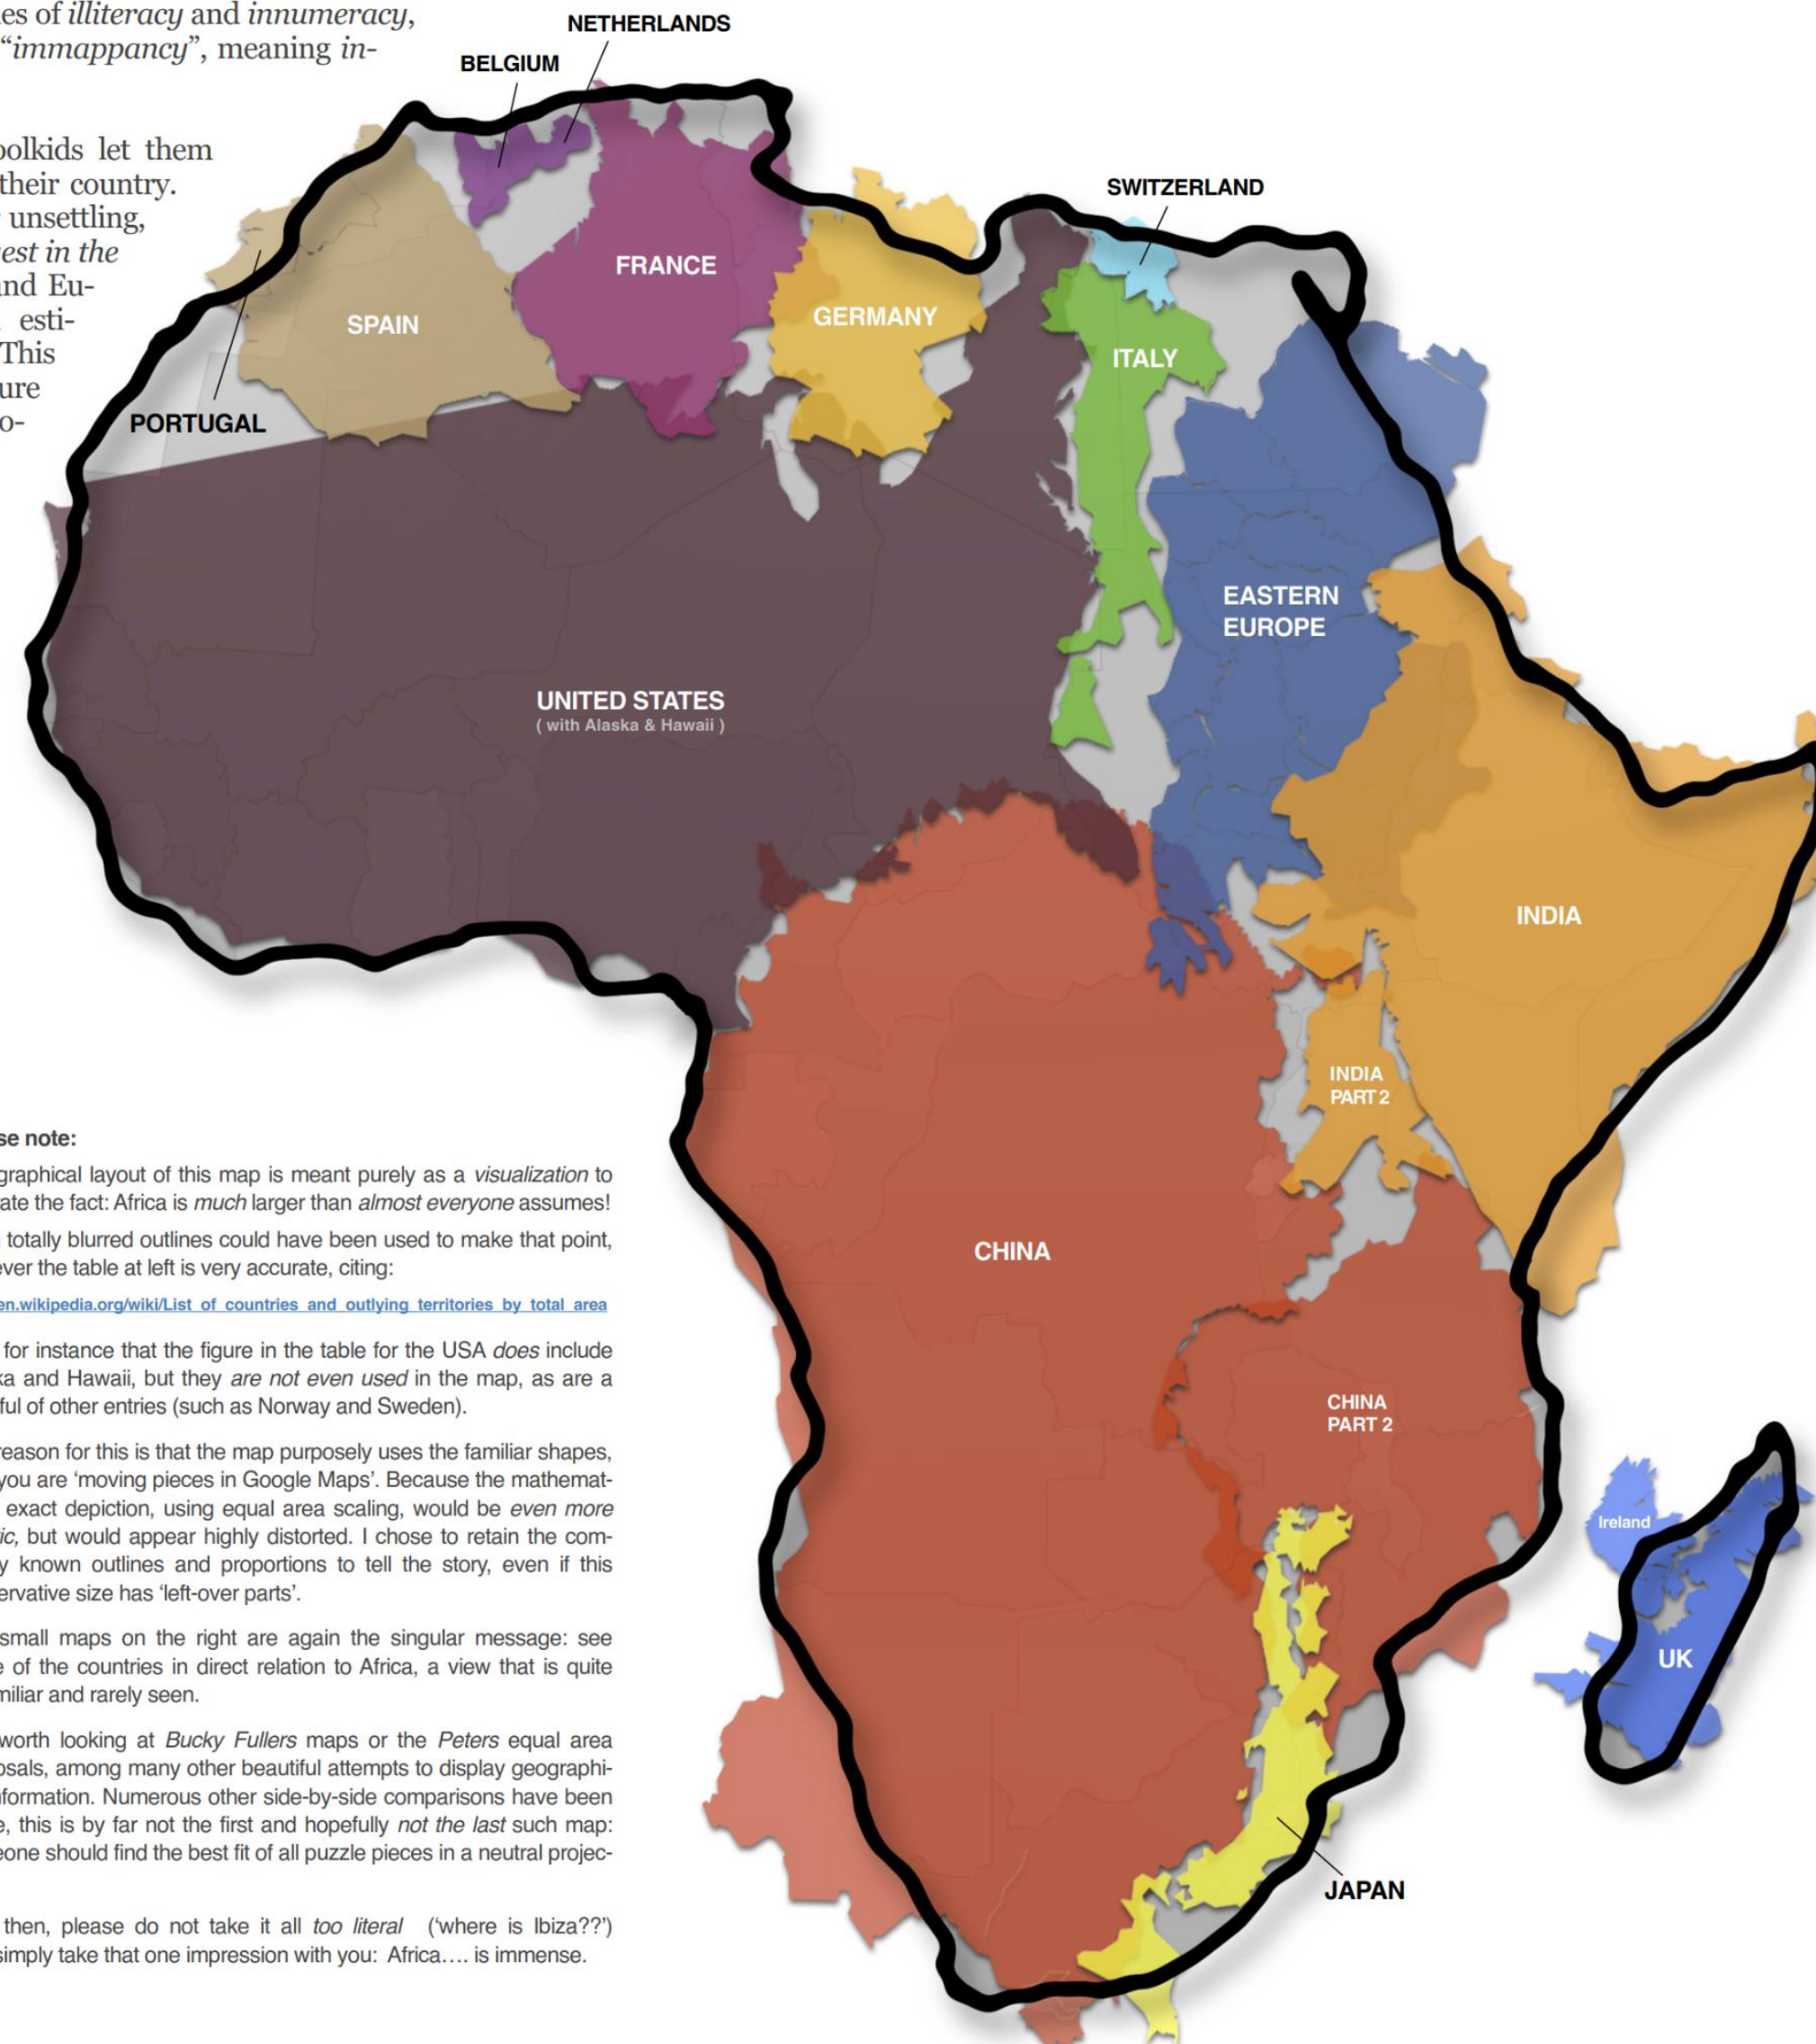 es of illiteracy and innumeracy,
“immappancy”, meaning in-
oolkids let them
their country.
unsettling,
est in the
nd Eu-
esti-
This
ure
o-
NETHERLANDS
BELGIUM
SWITZERLAND
FRANCE
SPAIN
GERMANY
ITALY
PORTUGAL
EASTERN
EUROPE
UNITED STATES
( with Alaska & Hawaii )
INDIA
INDIA
PART 2
CHINA
CHINA
PART 2
Ireland
UK
JAPAN
se note:
graphical layout of this map is meant purely as a visualization to
rate the fact: Africa is much larger than almost everyone assumes!
totally blurred outlines could have been used to make that point,
ever the table at left is very accurate, citing:
en.wikipedia.org/wiki/List_of_countries_and_outlying_territories_by_total_area
for instance that the figure in the table for the USA does include
ka and Hawaii, but they are not even used in the map, as are a
ful of other entries (such as Norway and Sweden).
reason for this is that the map purposely uses the familiar shapes,
you are ‘moving pieces in Google Maps’. Because the mathemat-
exact depiction, using equal area scaling, would be even more
ic, but would appear highly distorted. I chose to retain the com-
y known outlines and proportions to tell the story, even if this
servative size has ‘left-over parts’.
small maps on the right are again the singular message: see
e of the countries in direct relation to Africa, a view that is quite
miliar and rarely seen.
worth looking at Bucky Fullers maps or the Peters equal area
osals, among many other beautiful attempts to display geographi-
nformation. Numerous other side-by-side comparisons have been
e, this is by far not the first and hopefully not the last such map:
eone should find the best fit of all puzzle pieces in a neutral projec-
then, please do not take it all too literal (‘where is Ibiza??’)
simply take that one impression with you: Africa…. is immense.